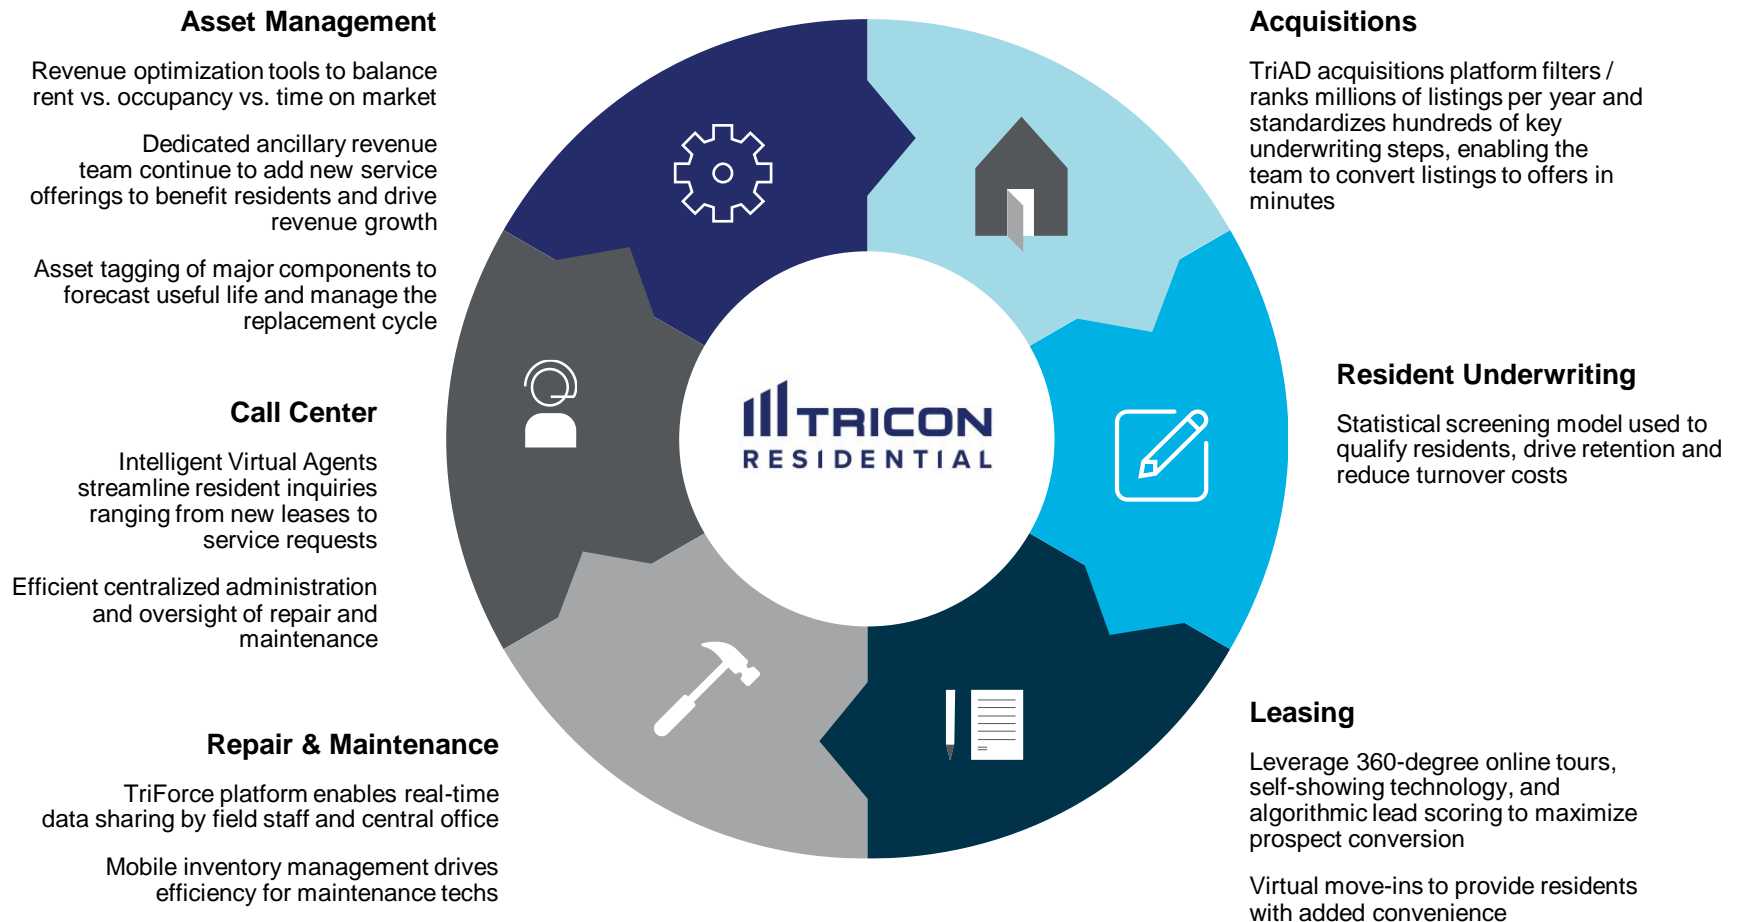 Asset Management
Revenue optimization tools to balance
rent vs. occupancy vs. time on market
Dedicated ancillary revenue
team continue to add new service
offerings to benefit residents and drive
revenue growth
Asset tagging of major components to
forecast useful life and manage the
replacement cycle
Call Center
Intelligent Virtual Agents
streamline resident inquiries
ranging from new leases to
service requests
Efficient centralized administration
and oversight of repair and
maintenance
Repair & Maintenance
TriForce platform enables real-time
data sharing by field staff and central office
Mobile inventory management drives
efficiency for maintenance techs
TRICON
RESIDENTIAL
Acquisitions
TriAD acquisitions platform filters /
ranks millions of listings per year and
standardizes hundreds of key
underwriting steps, enabling the
team to convert listings to offers in
minutes
Resident Underwriting
Statistical screening model used to
qualify residents, drive retention and
reduce turnover costs
Leasing
Leverage 360-degree online tours,
self-showing technology, and
algorithmic lead scoring to maximize
prospect conversion
Virtual move-ins to provide residents
with added convenience